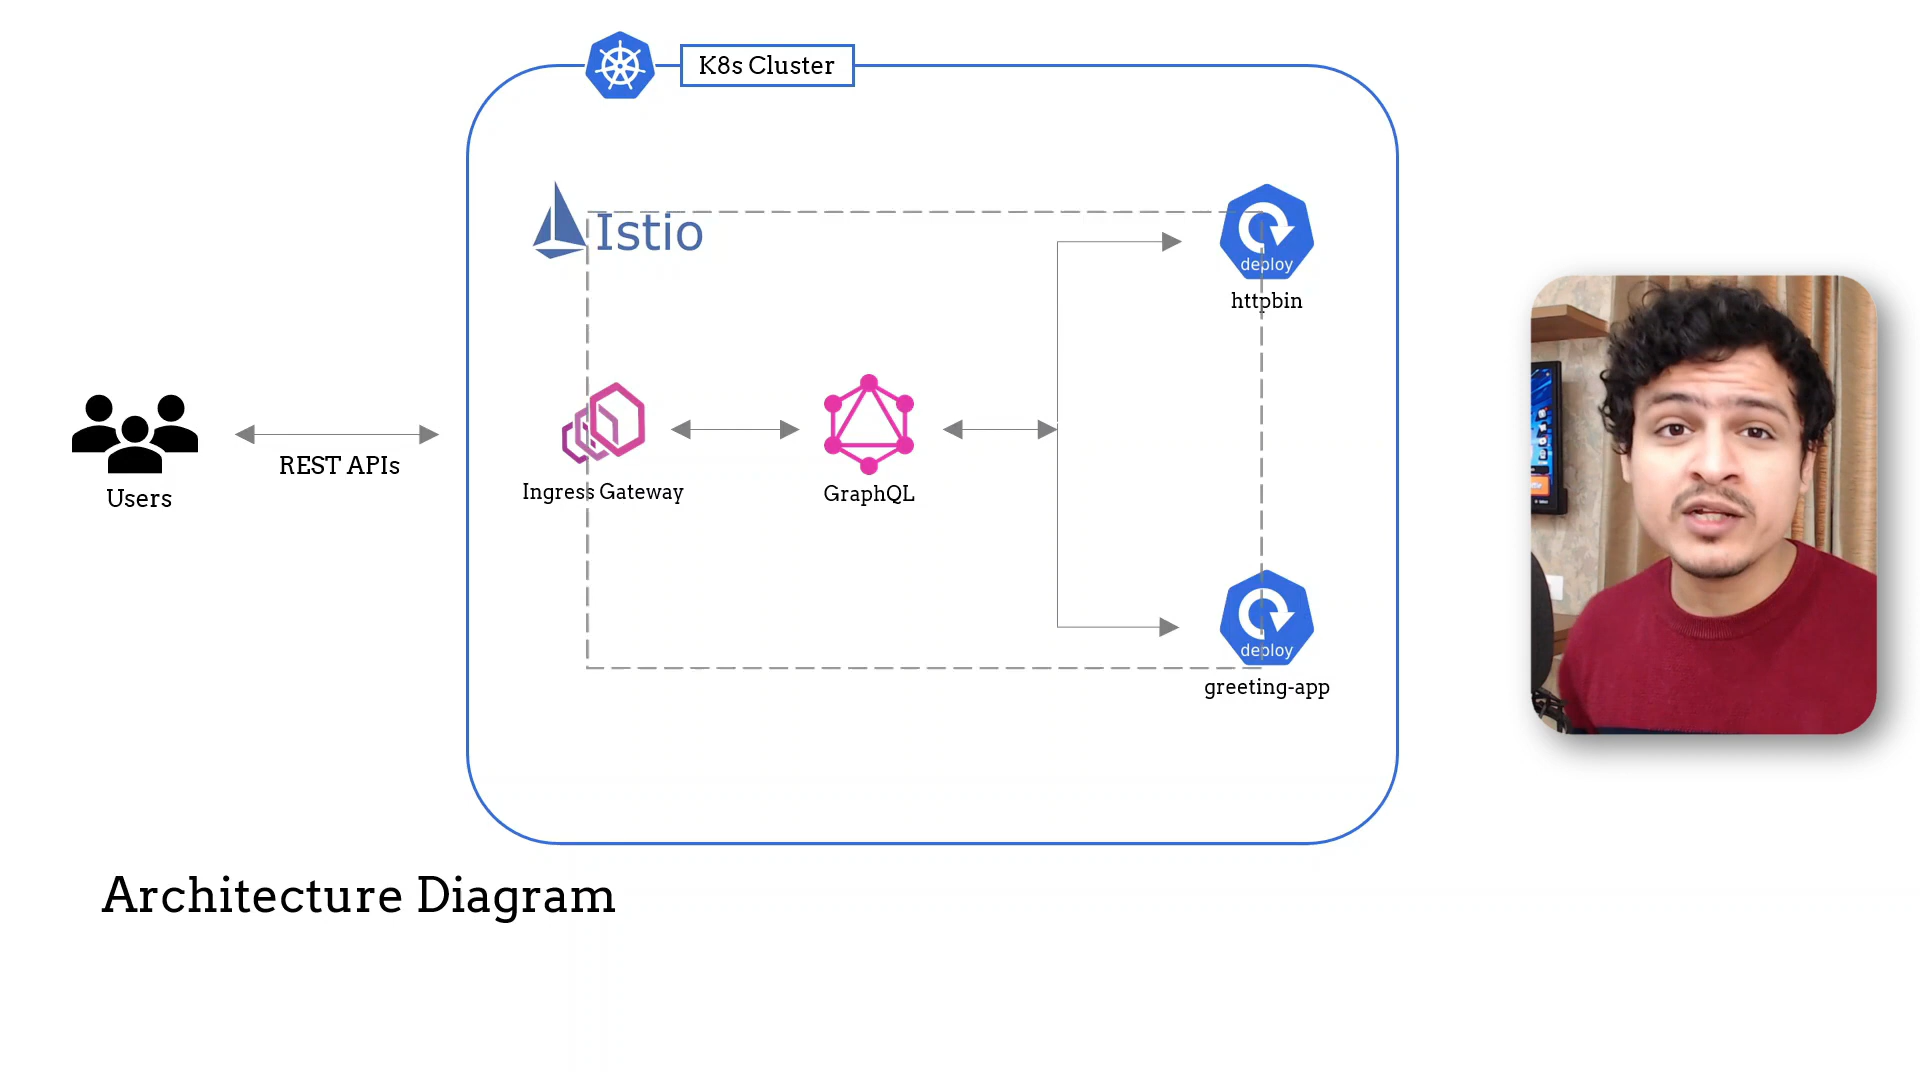 K8s Cluster
Istio
deploy
httpbin
REST APIs
Users
Ingress Gateway
GraphQL
deploy
greeting-app
Architecture Diagram